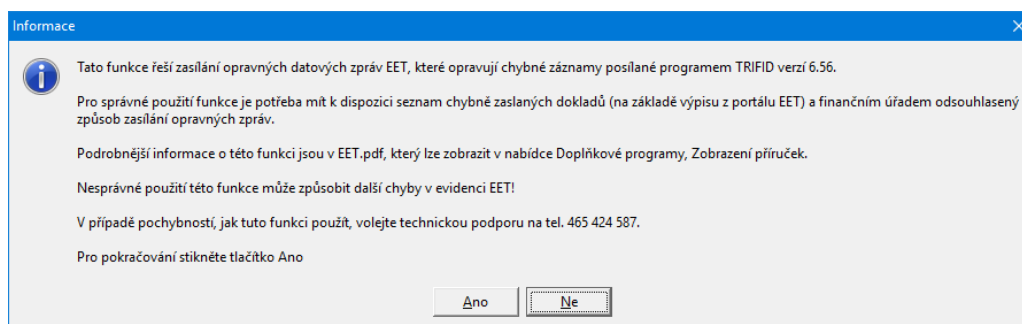 Informace
Tato funkce řeší zasílání opravných datových zpráv EET, které opravují chybné záznamy posílané programem TRIFID verzí 6.56.
Pro správné použití funkce je potřeba mít k dispozici seznam chybně zaslaných dokladů (na základě výpisu z portálu EET) a finančním úřadem odsouhlasený
způsob zasílání opravných zpráv.
Podrobnější informace o této funkci jsou v EET.pdf, který lze zobrazit v nabídce Doplňkové programy, Zobrazení příruček.
Nesprávné použití této funkce může způsobit další chyby v evidenci EET!
V případě pochybností, jak tuto funkci použít, volejte technickou podporu na tel. 465 424 587.
Pro pokračování stikněte tlačítko Ano
Ano
Ne